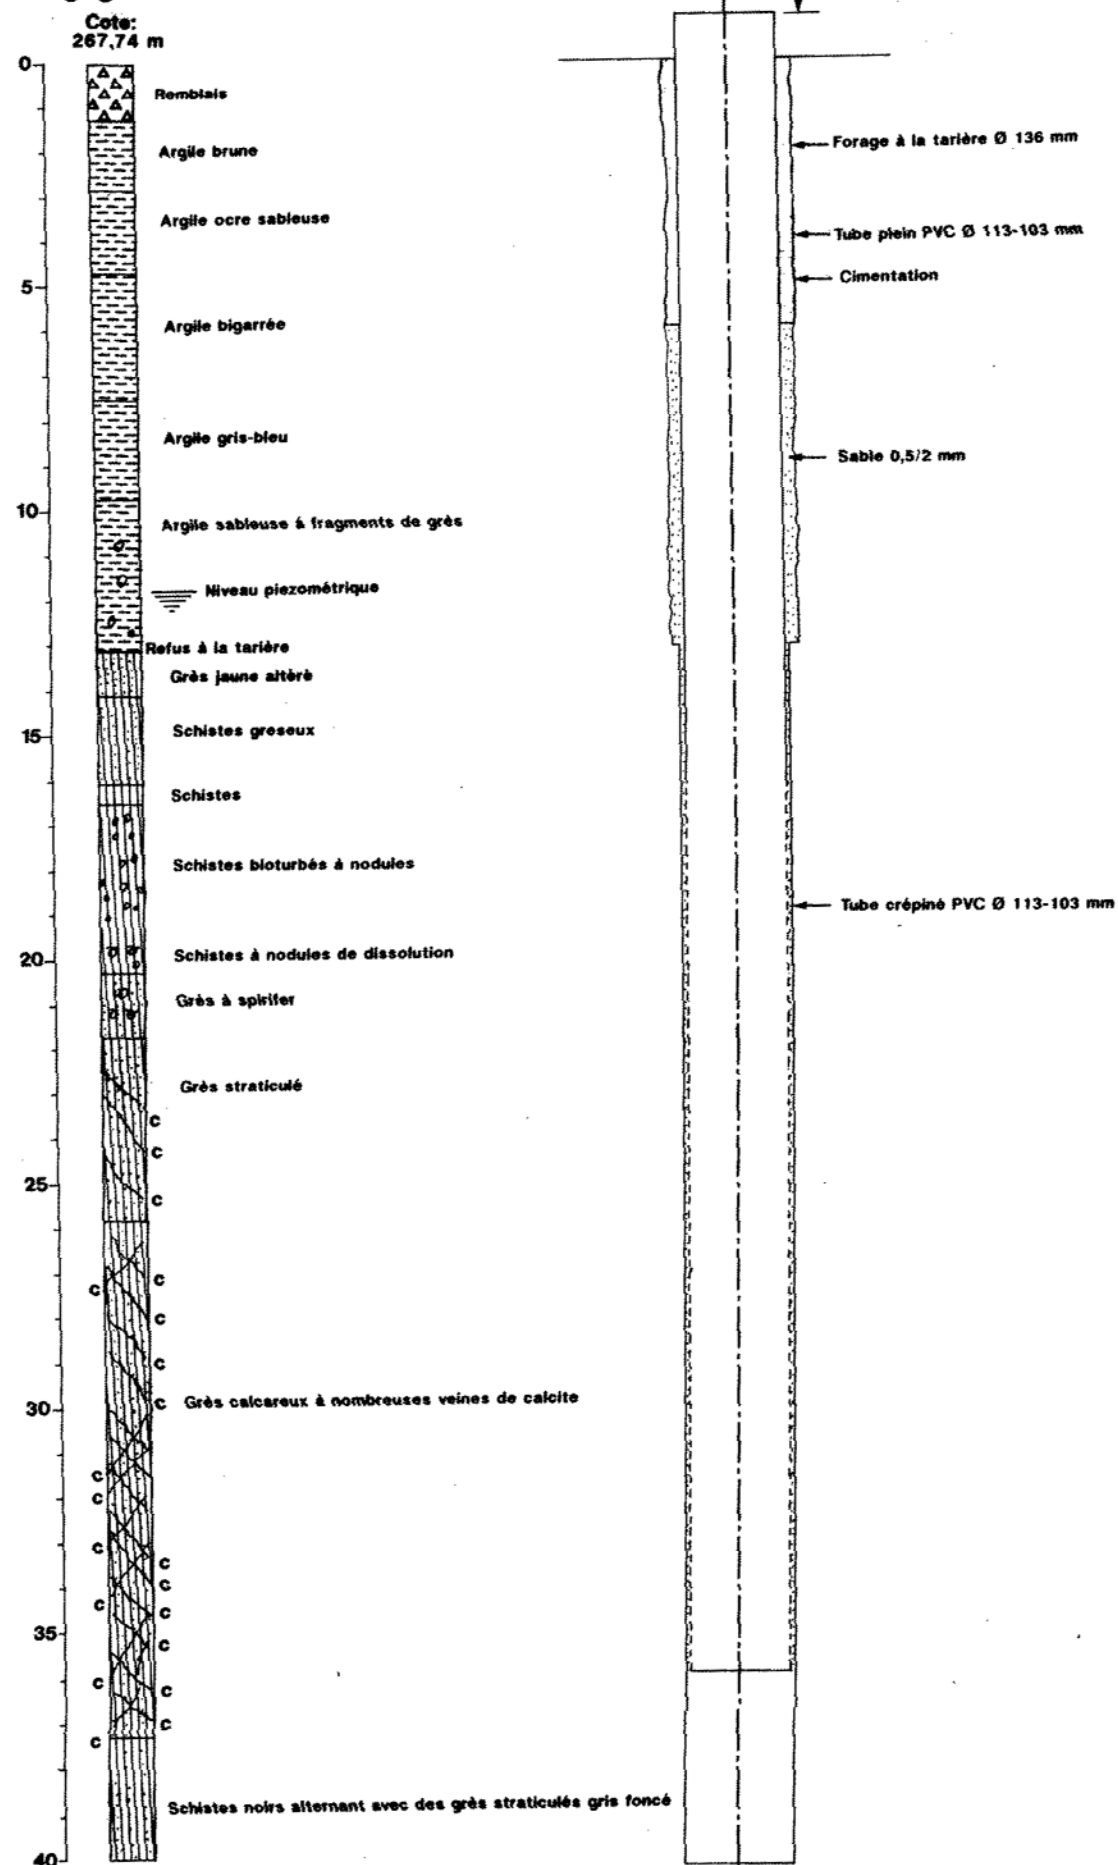 Cote:
267,74 m
0
Remblais
Argile brune
Argile ocre sableuse
5
Argile bigarrée
Argile gris-bleu
10
Argile sableuse à fragments de grès
Niveau piezométrique
Refus à la tarière
Grès jaune altèrè
15
Schistes greseux
Schistes
Schistes bioturbés à nodules
20
Schistes à nodules de dissolution
Grès à spirifer
Grès straticulé
C
C
25
C
C
C
C
C
C
30
C
Grès calcareux à nombreuses veines de calcite
C
C
C
C
C
C
C
35
C
C
C
C
C
Schistes noirs alternant avec des grès straticulés gris foncé
40
Forage à la tarière Ø 136 mm
Tube plein PVC Ø 113-103 mm
Cimentation
Sable 0,5/2 mm
Tube crépiné PVC Ø 113-103 mm